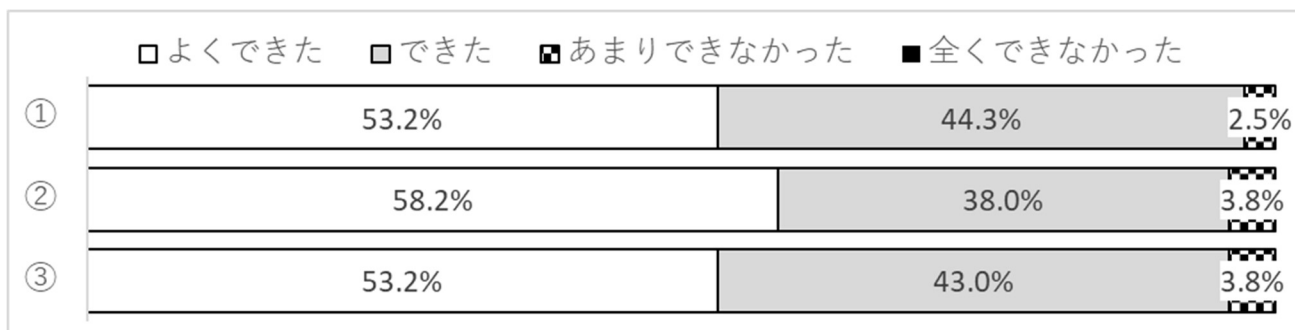 よくできた できた あまりできなかった 全くできなかった
① 53.2% 44.3% 2.5%
② 58.2% 38.0% 3.8%
③ 53.2% 43.0% 3.8%